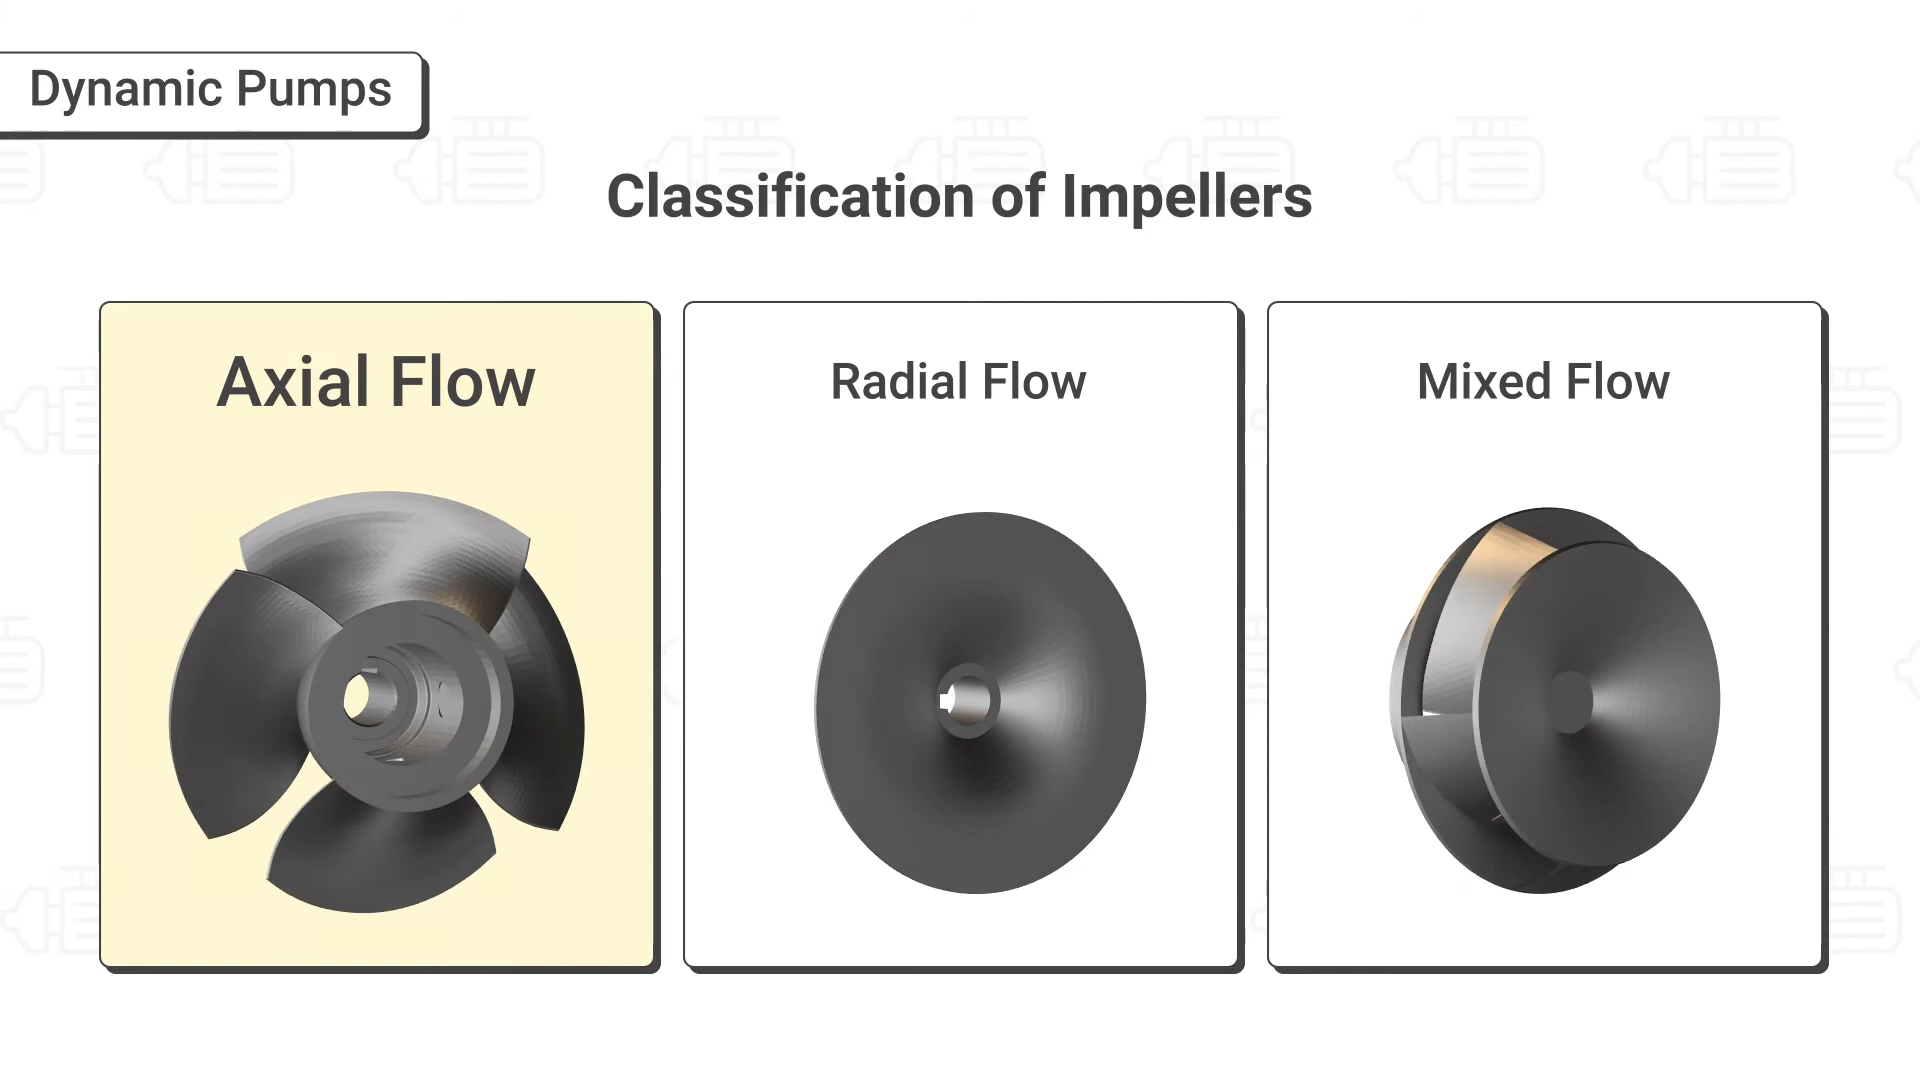 Dynamic Pumps
Classification of Impellers
Axial Flow
Radial Flow
Mixed Flow